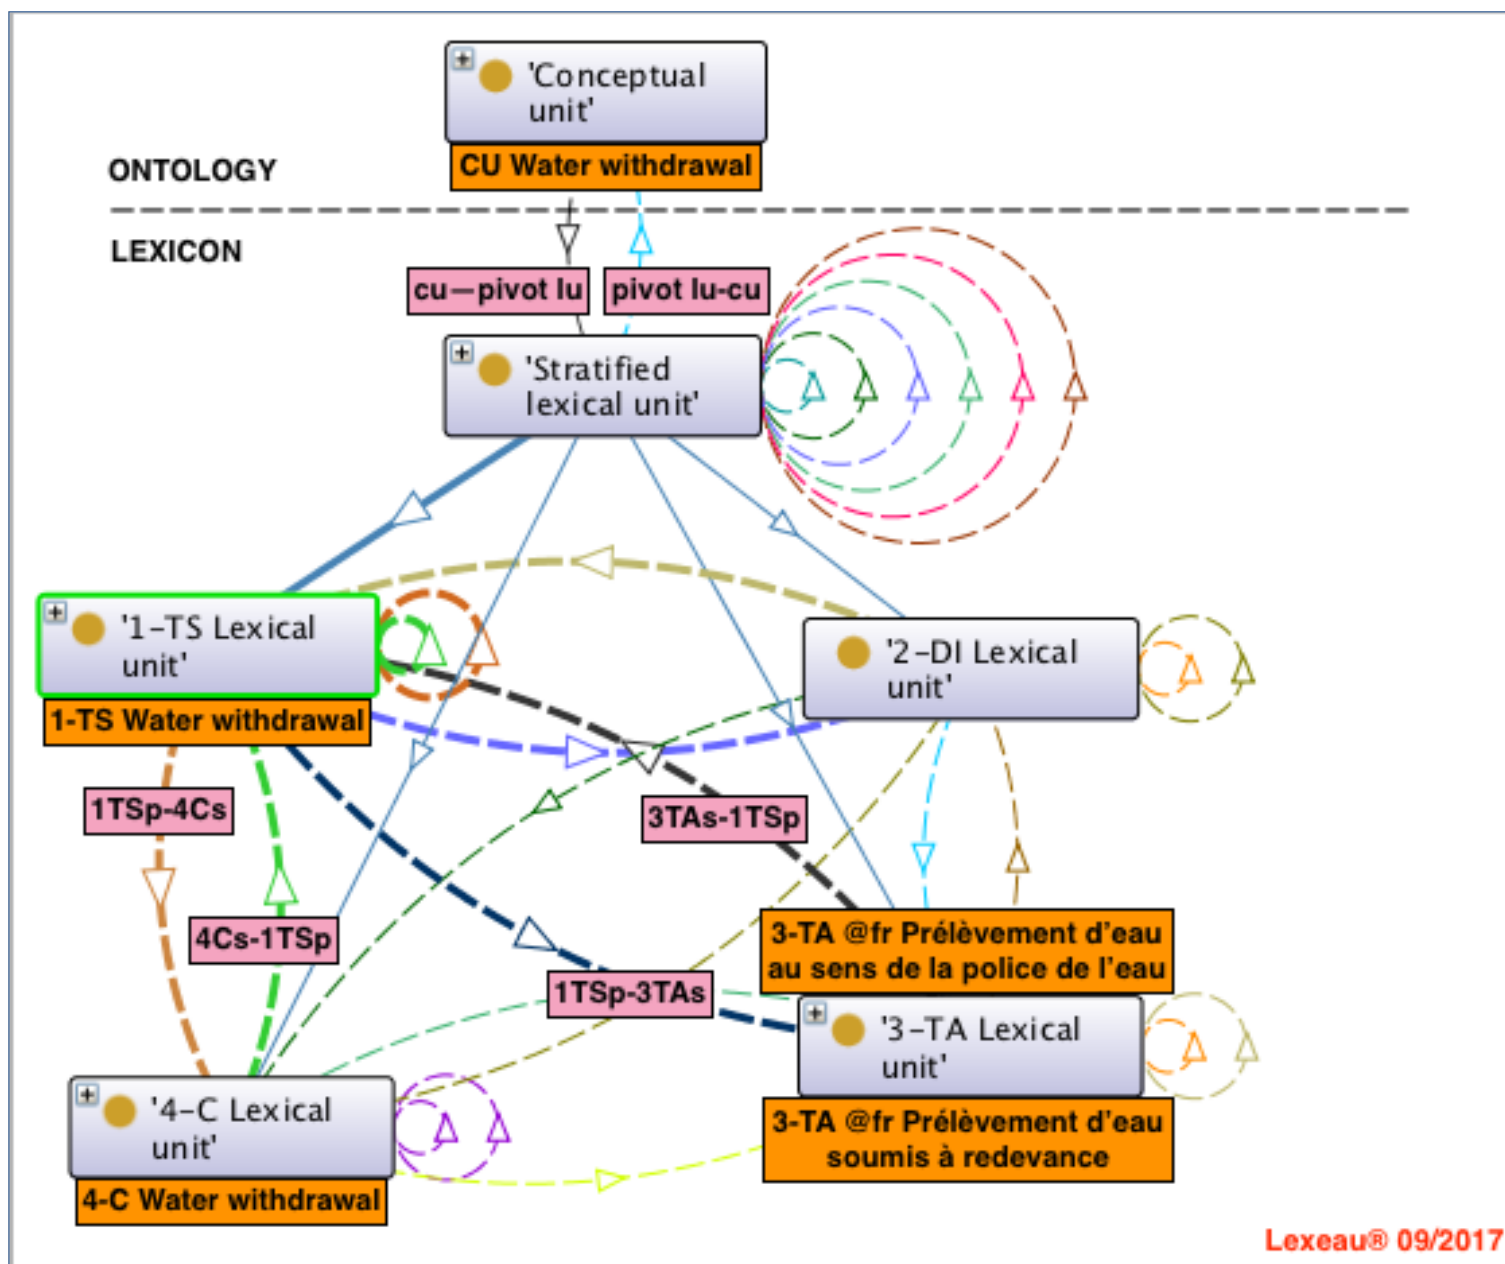 'Conceptual
unit'
CU Water withdrawal
ONTOLOGY
LEXICON
cu—pivot lu
pivot lu-cu
'Stratified
lexical unit'
'1-TS Lexical
unit'
1-TS Water withdrawal
'2-DI Lexical
unit'
1TSp-4Cs
3TAs-1TSp
4Cs-1TSp
3-TA @fr Prélèvement d'eau
au sens de la police de l'eau
1TSp-3TAs
'3-TA Lexical
unit'
'4-C Lexical
unit'
3-TA @fr Prélèvement d'eau
soumis à redevance
4-C Water withdrawal
Lexeau® 09/2017